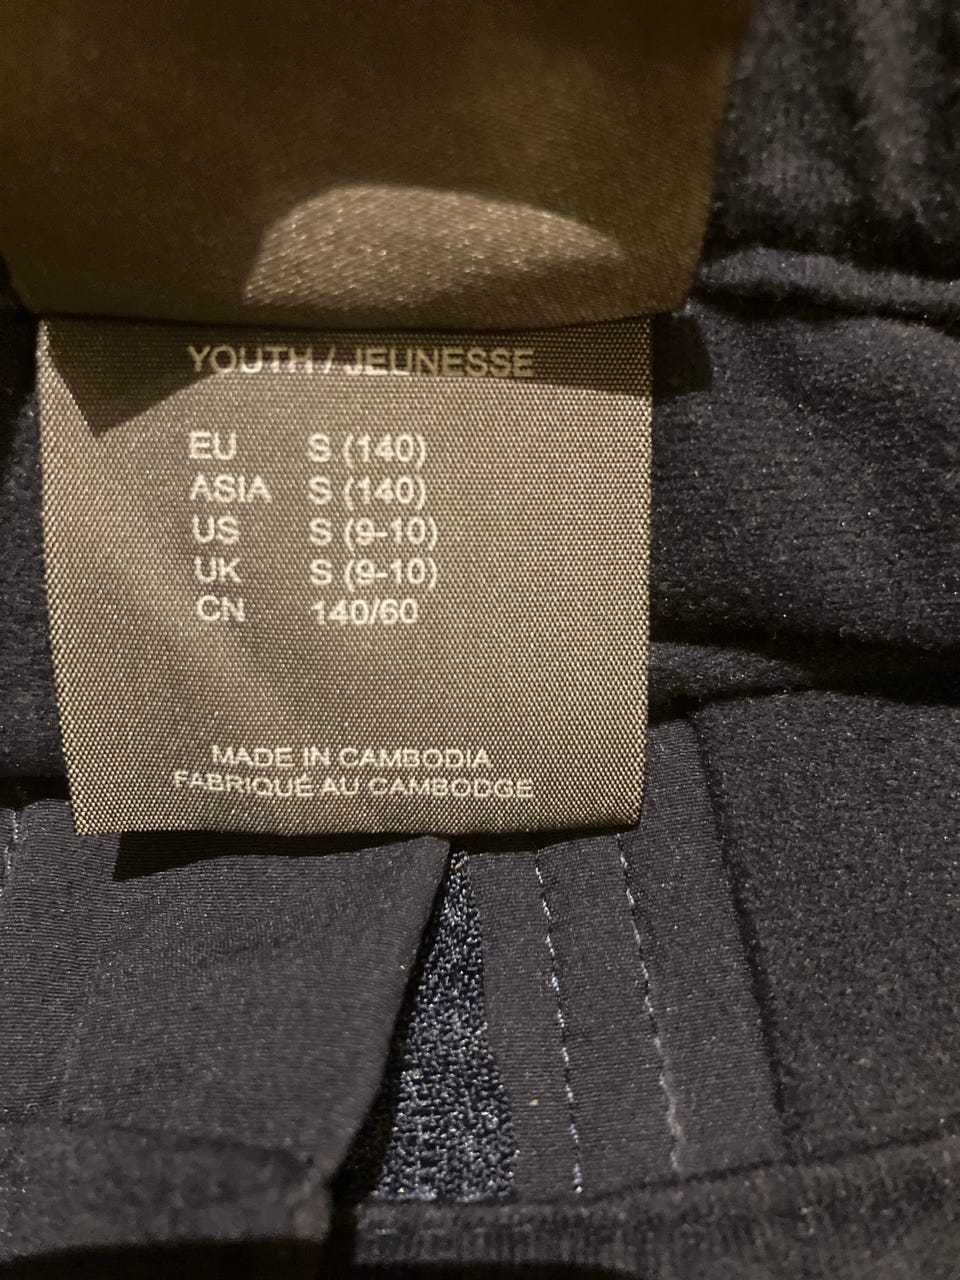 YOUTH / JEUNESSE
EU S (140)
ASIA S (140)
US S (9-10)
UK S (9-10)
CN 140/60
MADE IN CAMBODIA
FABRIQUÉ AU CAMBODGE